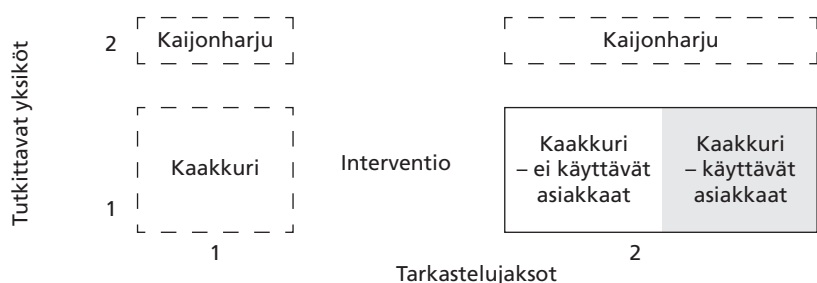 Tutkittavat yksiköt
2
Kaijonharju
Kaijonharju
Kaakkuri
Interventio
Kaakkuri
– ei käyttävät
asiakkaat
Kaakkuri
– käyttävät
asiakkaat
1
1
2
Tarkastelujaksot